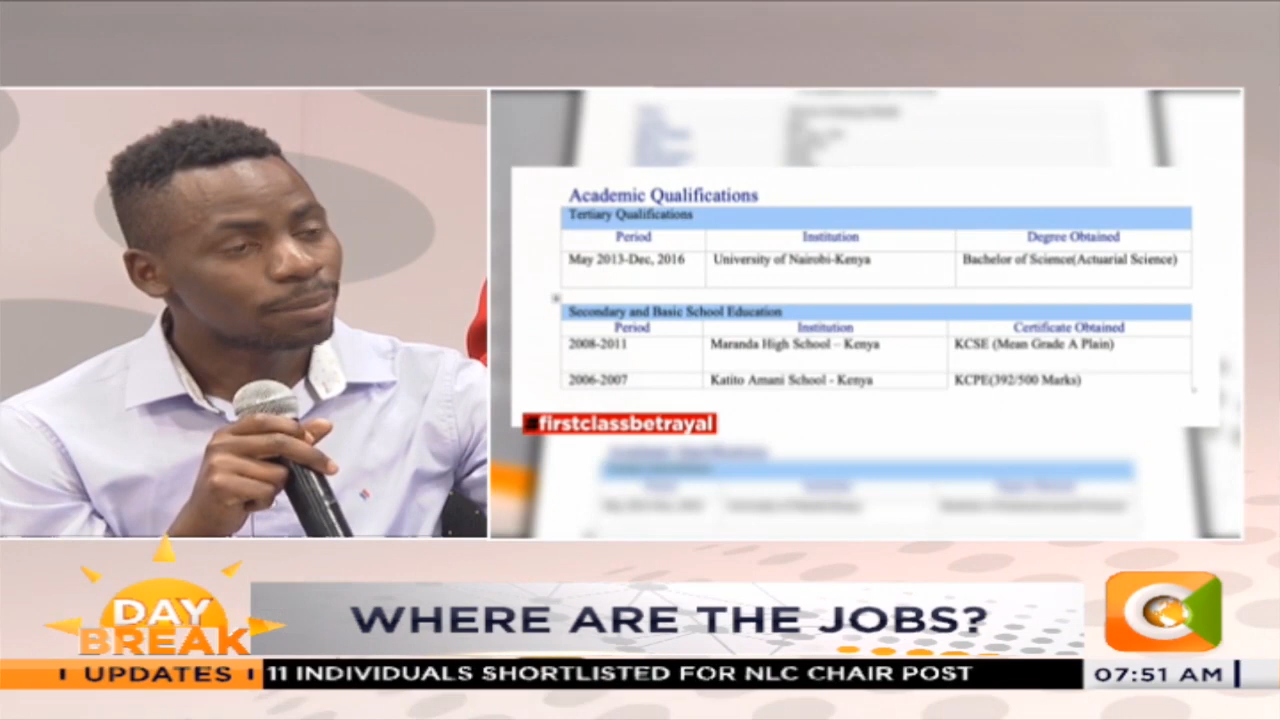 Academic Qualifications
Tertiary Qualifications
Period Institution Degree Obtained
May 2013-Dec, 2016 University of Nairobi-Kenya Bachelor of Science(Actuarial Science)
Secondary and Basic School Education
Period Institution Certificate Obtained
2008-2011 Maranda High School – Kenya KCSE (Mean Grade A Plain)
2006-2007 Katito Amani School - Kenya KCPE(392/500 Marks)
#firstclassbetrayal
DAY
BREAK
WHERE ARE THE JOBS?
UPDATES
11 INDIVIDUALS SHORTLISTED FOR NLC CHAIR POST
07:51 AM